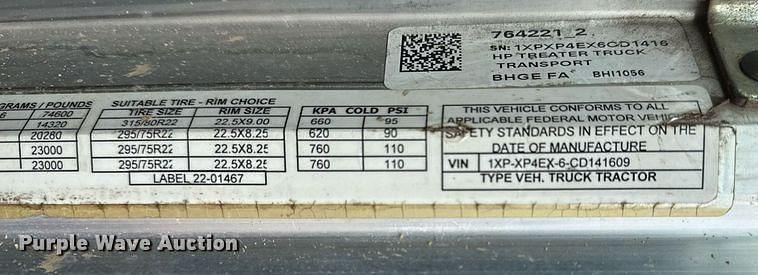 764221_2
SN: 1XPXP4EX6CD1416
HP TREATER TRUCK
TRANSPORT
BHGE FA BHI1056
GRAMS / POUNDS
6 74600
14320
20280
23000
23000
SUITABLE TIRE - RIM CHOICE
TIRE SIZE RIM SIZE
315/80R22 22.5X9.00
295/75R22 22.5X8.25
295/75R22 22.5X8.25
295/75R22 22.5X8.25
LABEL 22-01467
KPA COLD PSI
660 95
620 90
760 110
760 110
THIS VEHICLE CONFORMS TO ALL
APPLICABLE FEDERAL MOTOR VEHIC
SAFETY STANDARDS IN EFFECT ON THE
DATE OF MANUFACTURE
VIN 1XP-XP4EX-6-CD141609
TYPE VEH. TRUCK TRACTOR
Purple Wave Auction